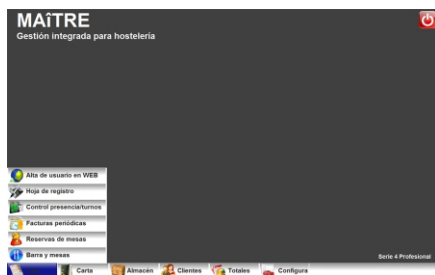 MAîTRE
Gestión integrada para hostelería
Alta de usuario en WEB
Hoja de registro
Control presencia/turnos
Facturas periódicas
Reservas de mesas
Barra y mesas
Serie 4 Profesional
Carta
Almacén
Clientes
Totales
Configura